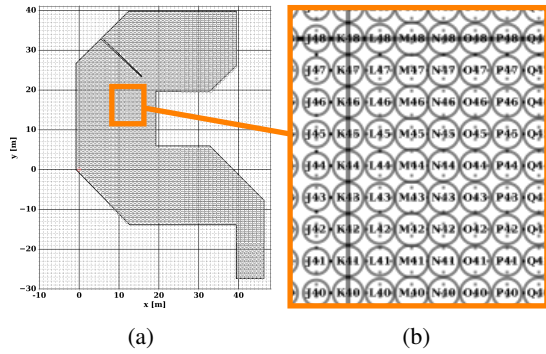 40
30
20
10
0
−10
−20
−30
y [m]
-10 0 10 20 30 40
x [m]
(a)
J48 K48 L48 M48 N48 O48 P48 Q4
J47 K47 L47 M47 N47 O47 P47 Q4
J46 K46 L46 M46 N46 O46 P46 Q4
J45 K45 L45 M45 N45 O45 P45 Q4
J44 K44 L44 M44 N44 O44 P44 Q4
J43 K43 L43 M43 N43 O43 P43 Q4
J42 K42 L42 M42 N42 O42 P42 Q4
J41 K41 L41 M41 N41 O41 P41 Q4
J40 K40 L40 M40 N40 O40 P40 Q4
(b)